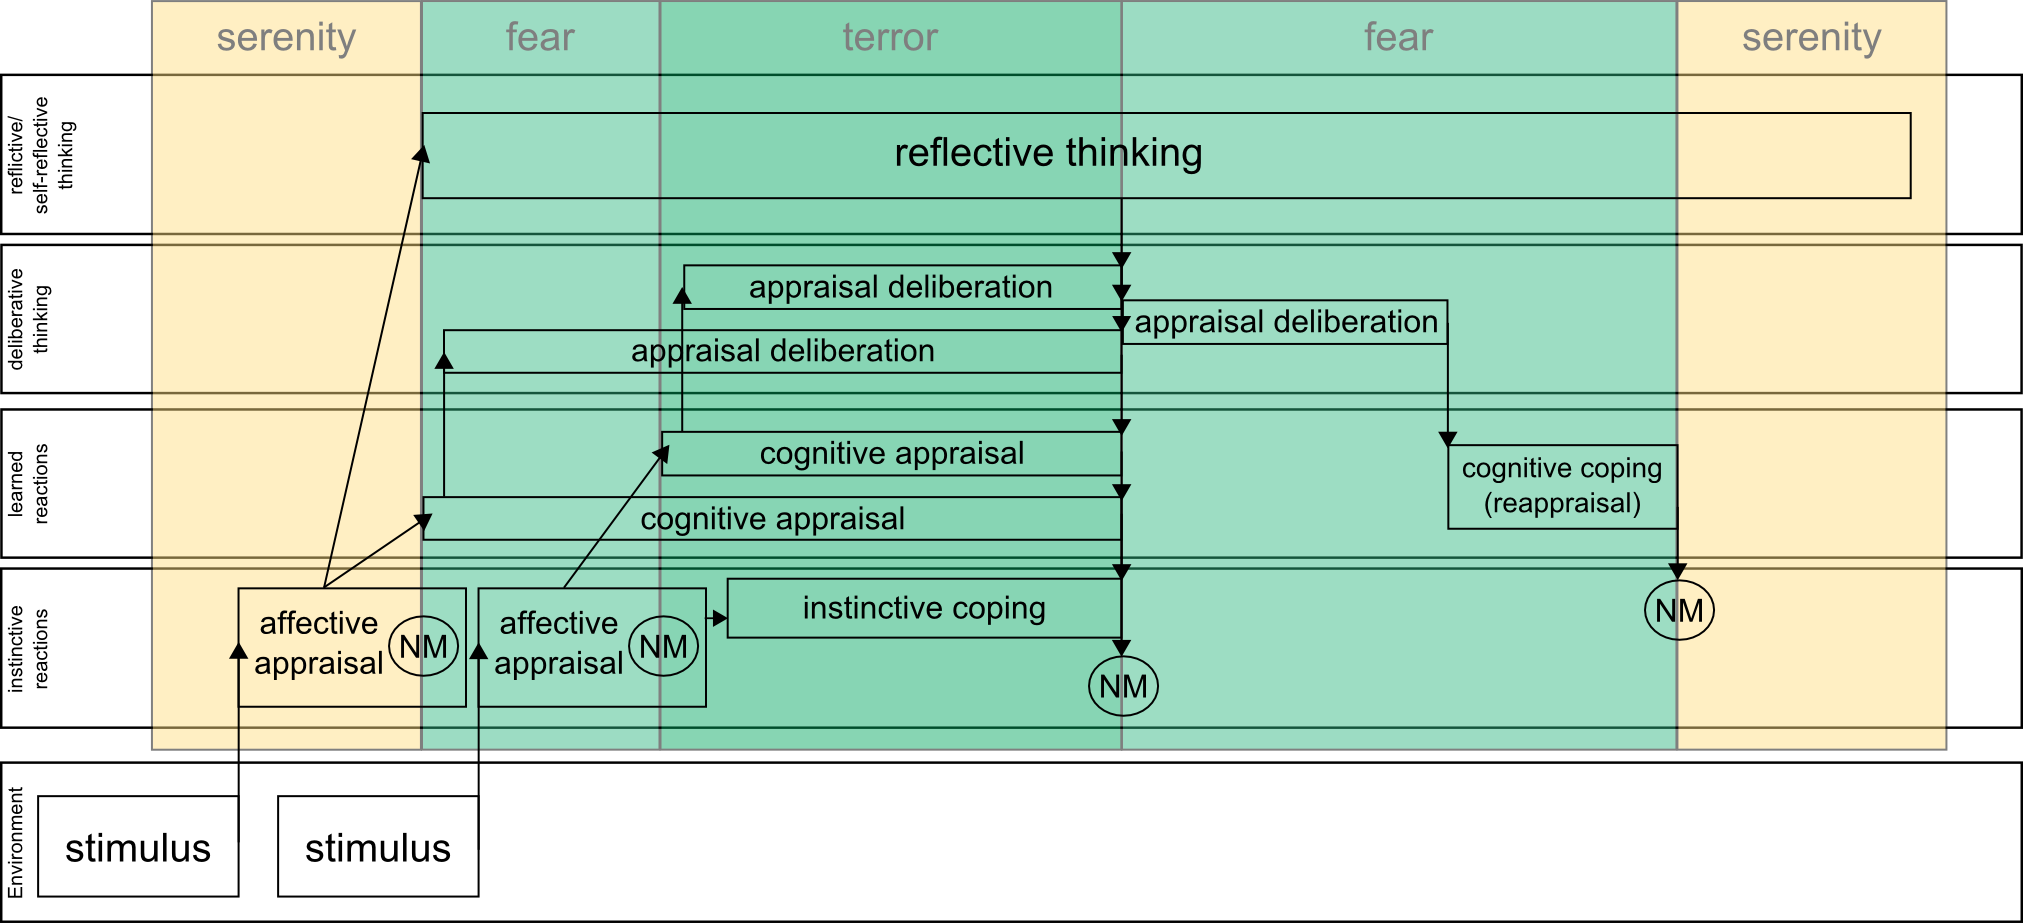 serenity
fear
terror
fear
serenity
reflictive/
self-reflective
thinking
reflective thinking
deliberative
thinking
appraisal deliberation
appraisal deliberation
appraisal deliberation
learned
reactions
cognitive appraisal
cognitive coping
(reappraisal)
cognitive appraisal
instinctive
reactions
affective
appraisal
NM
affective
appraisal
NM
instinctive coping
NM
NM
Environment
stimulus
stimulus